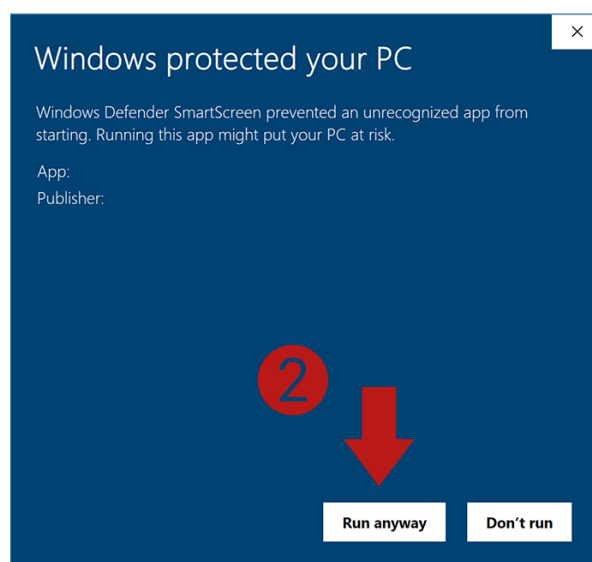 Windows protected your PC
Windows Defender SmartScreen prevented an unrecognized app from
starting. Running this app might put your PC at risk.
App:
Publisher:
2
Run anyway
Don't run